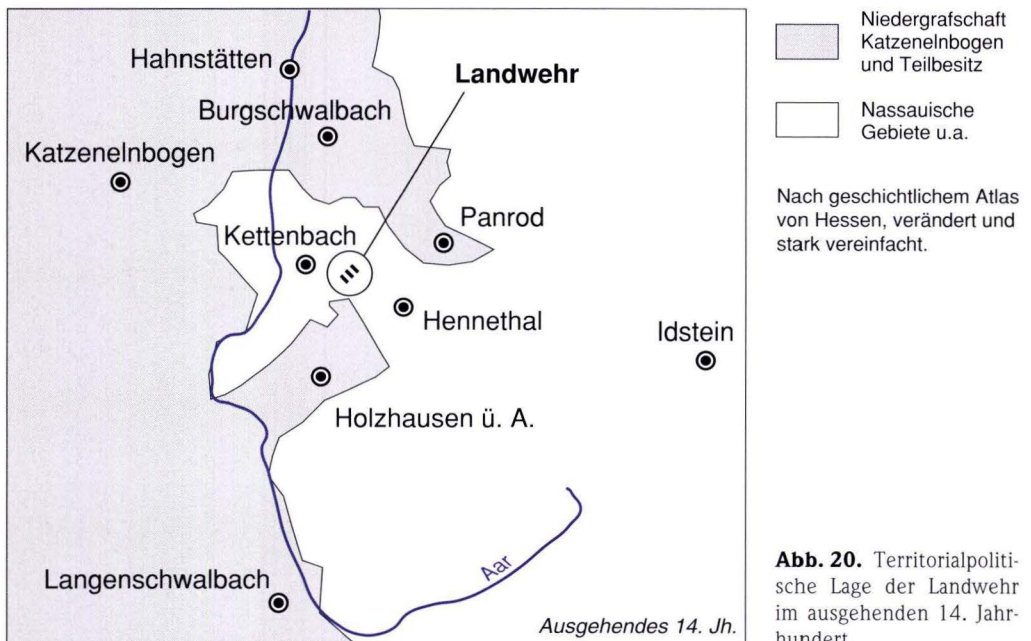 Hahnstätten
Landwehr
Burgschwalbach
Katzenelnbogen
Panrod
Kettenbach
Hennethal
Idstein
Holzhausen ü. A.
Aar
Langenschwalbach
Ausgehendes 14. Jh.
Niedergrafschaft
Katzenelnbogen
und Teilbesitz
Nassauische
Gebiete u.a.
Nach geschichtlichem Atlas
von Hessen, verändert und
stark vereinfacht.
Abb. 20. Territorialpoliti-
sche Lage der Landwehr
im ausgehenden 14. Jahr-
hundert